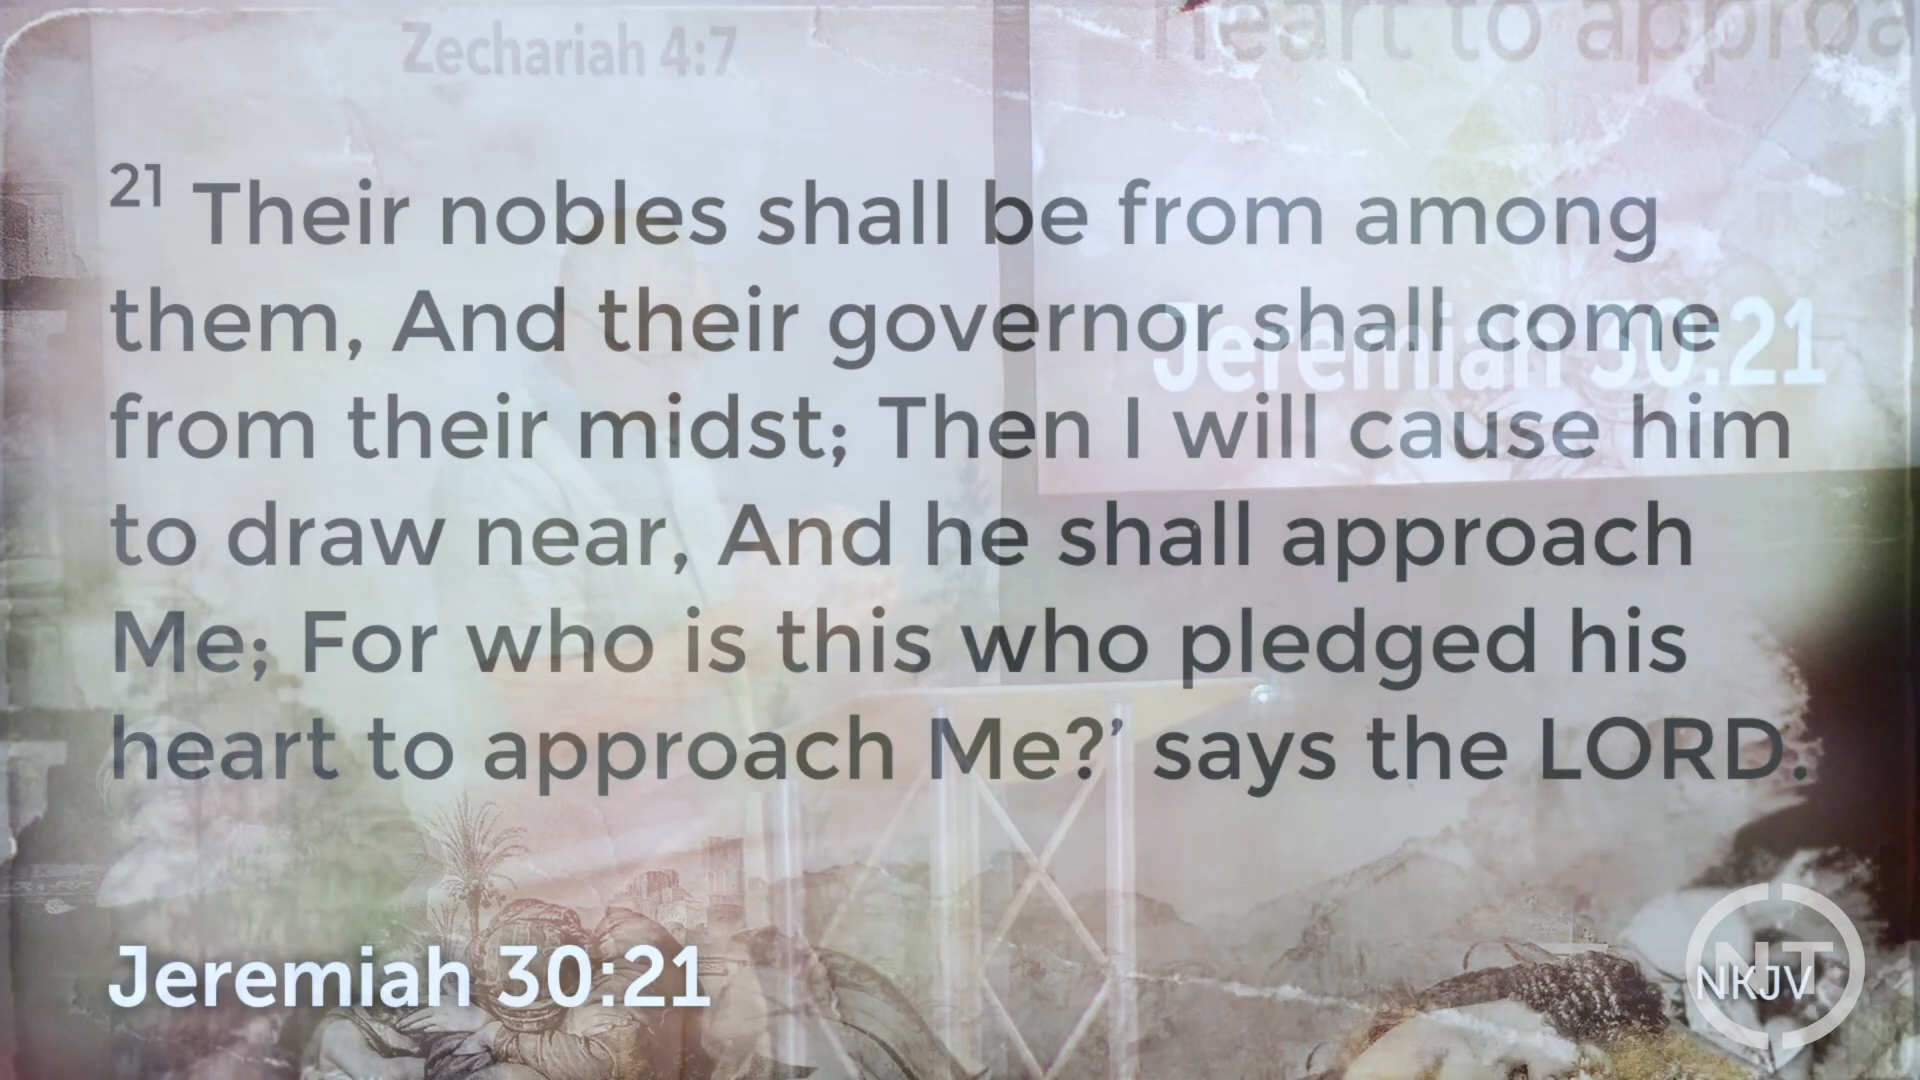 Zechariah 4:7
heart to approa
21 Their nobles shall be from among
them, And their governor shall come
Jeremiah 30:21
from their midst; Then I will cause him
to draw near, And he shall approach
Me; For who is this who pledged his
heart to approach Me?’ says the LORD.
Jeremiah 30:21
NT
NKJV